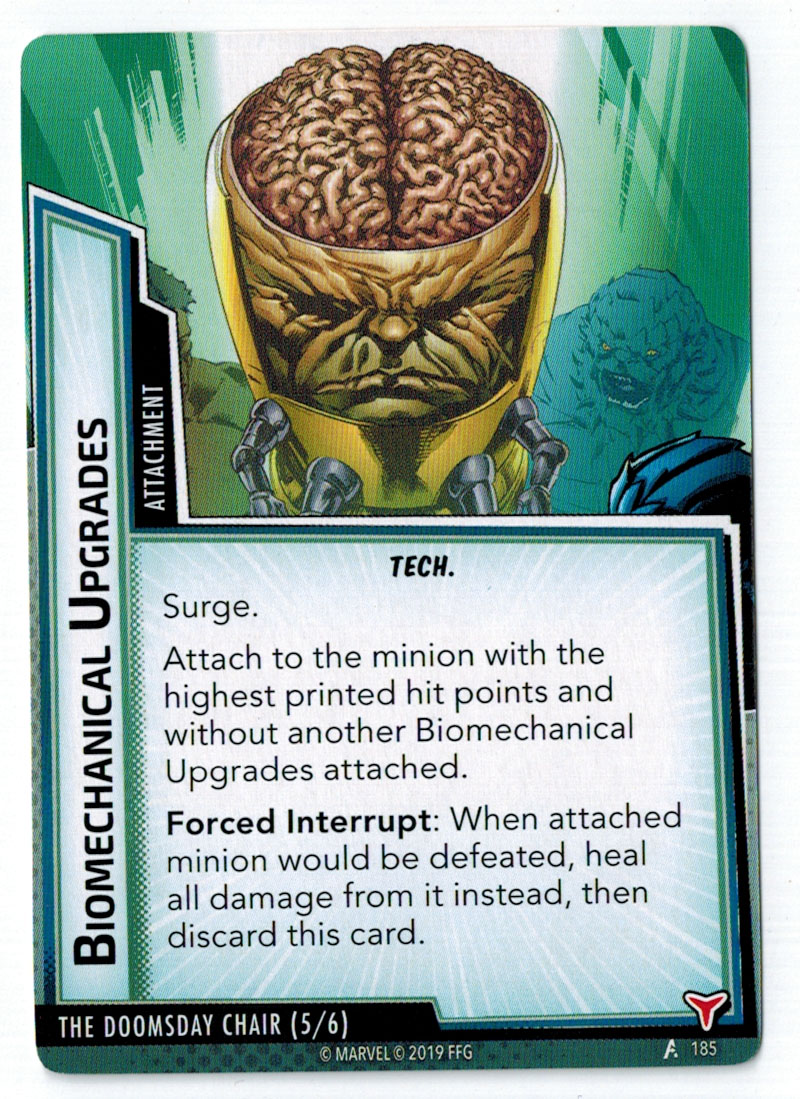 BIOMECHANICAL UPGRADES
ATTACHMENT
TECH.
Surge.
Attach to the minion with the
highest printed hit points and
without another Biomechanical
Upgrades attached.
Forced Interrupt: When attached
minion would be defeated, heal
all damage from it instead, then
discard this card.
THE DOOMSDAY CHAIR (5/6)
© MARVEL © 2019 FFG
185